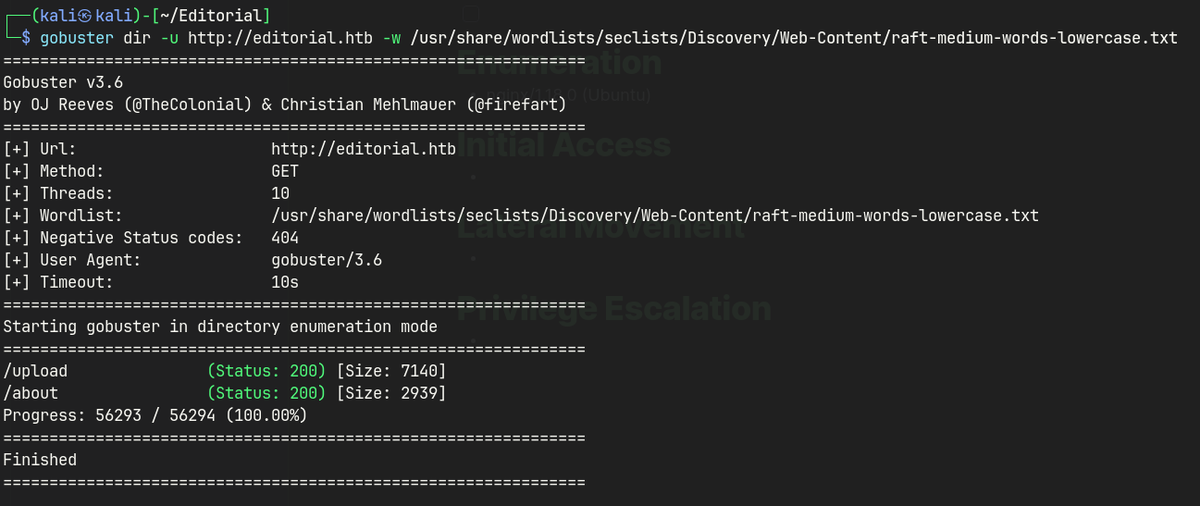 (kali㉿kali)-[~/Editorial]
$ gobuster dir -u http://editorial.htb -w /usr/share/wordlists/seclists/Discovery/Web-Content/raft-medium-words-lowercase.txt
===============================================================
Enumeration
Gobuster v3.6
nginx/1.18.0 (Ubuntu)
by OJ Reeves (@TheColonial) & Christian Mehlmauer (@firefart)
===============================================================
Initial Access
[+] Url:                     http://editorial.htb
[+] Method:                  GET
[+] Threads:                 10
[+] Wordlist:                /usr/share/wordlists/seclists/Discovery/Web-Content/raft-medium-words-lowercase.txt
Lateral Movement
[+] Negative Status codes:   404
[+] User Agent:              gobuster/3.6
[+] Timeout:                 10s
===============================================================
Privilege Escalation
Starting gobuster in directory enumeration mode
===============================================================
/upload               (Status: 200) [Size: 7140]
/about                (Status: 200) [Size: 2939]
Progress: 56293 / 56294 (100.00%)
===============================================================
Finished
===============================================================